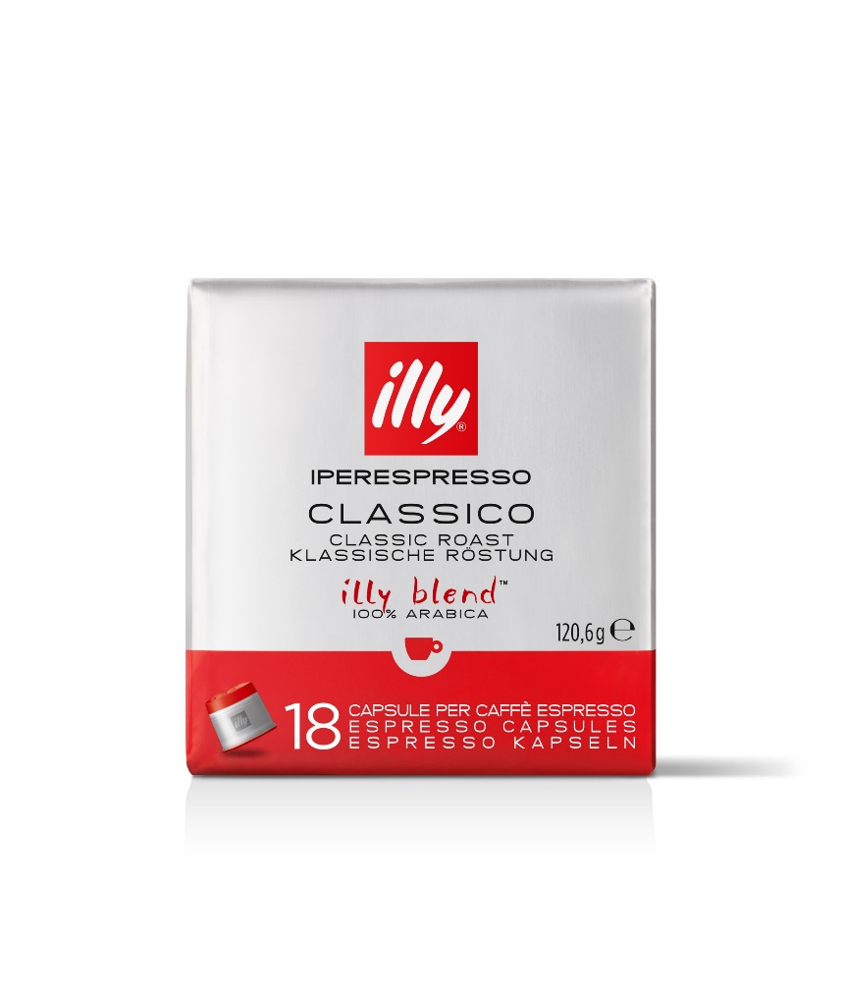 illy®
IPERESPRESSO
CLASSICO
CLASSIC ROAST
KLASSISCHE RÖSTUNG
illy blend™
100% ARABICA
120,6g ℮
illy
18
CAPSULE PER CAFFÈ ESPRESSO
ESPRESSO CAPSULES
ESPRESSO KAPSELN